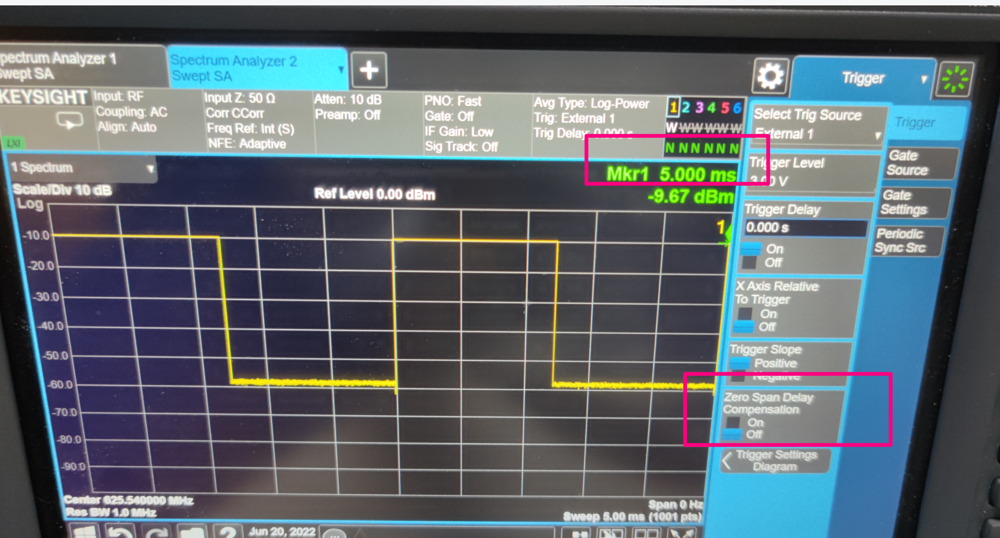 pectrum Analyzer 1
Swept SA
Spectrum Analyzer 2
Swept SA
Trigger
KEYSIGHT
LXI
Input: RF
Coupling: AC
Align: Auto
Input Z: 50 Ω
Corr CCorr
Freq Ref: Int (S)
NFE: Adaptive
Atten: 10 dB
Preamp: Off
PNO: Fast
Gate: Off
IF Gain: Low
Sig Track: Off
Avg Type: Log-Power
Trig: External 1
Trig Delay: 0.000 s
1 2 3 4 5 6
W W W W W W
N N N N N N
1 Spectrum
Scale/Div 10 dB
Log
Ref Level 0.00 dBm
Mkr1 5.000 ms
-9.67 dBm
1
-10.0
-20.0
-30.0
-40.0
-50.0
-60.0
-70.0
-80.0
-90.0
Center 625.540000 MHz
Res BW 1.0 MHz
Span 0 Hz
Sweep 5.00 ms (1001 pts)
Jun 20, 2022
Select Trig Source
External 1
Trigger Level
3.00 V
Trigger Delay
0.000 s
On
Off
X Axis Relative
To Trigger
On
Off
Trigger Slope
Positive
Negative
Zero Span Delay
Compensation
On
Off
Trigger Settings
Diagram
Trigger
Gate
Source
Gate
Settings
Periodic
Sync Src